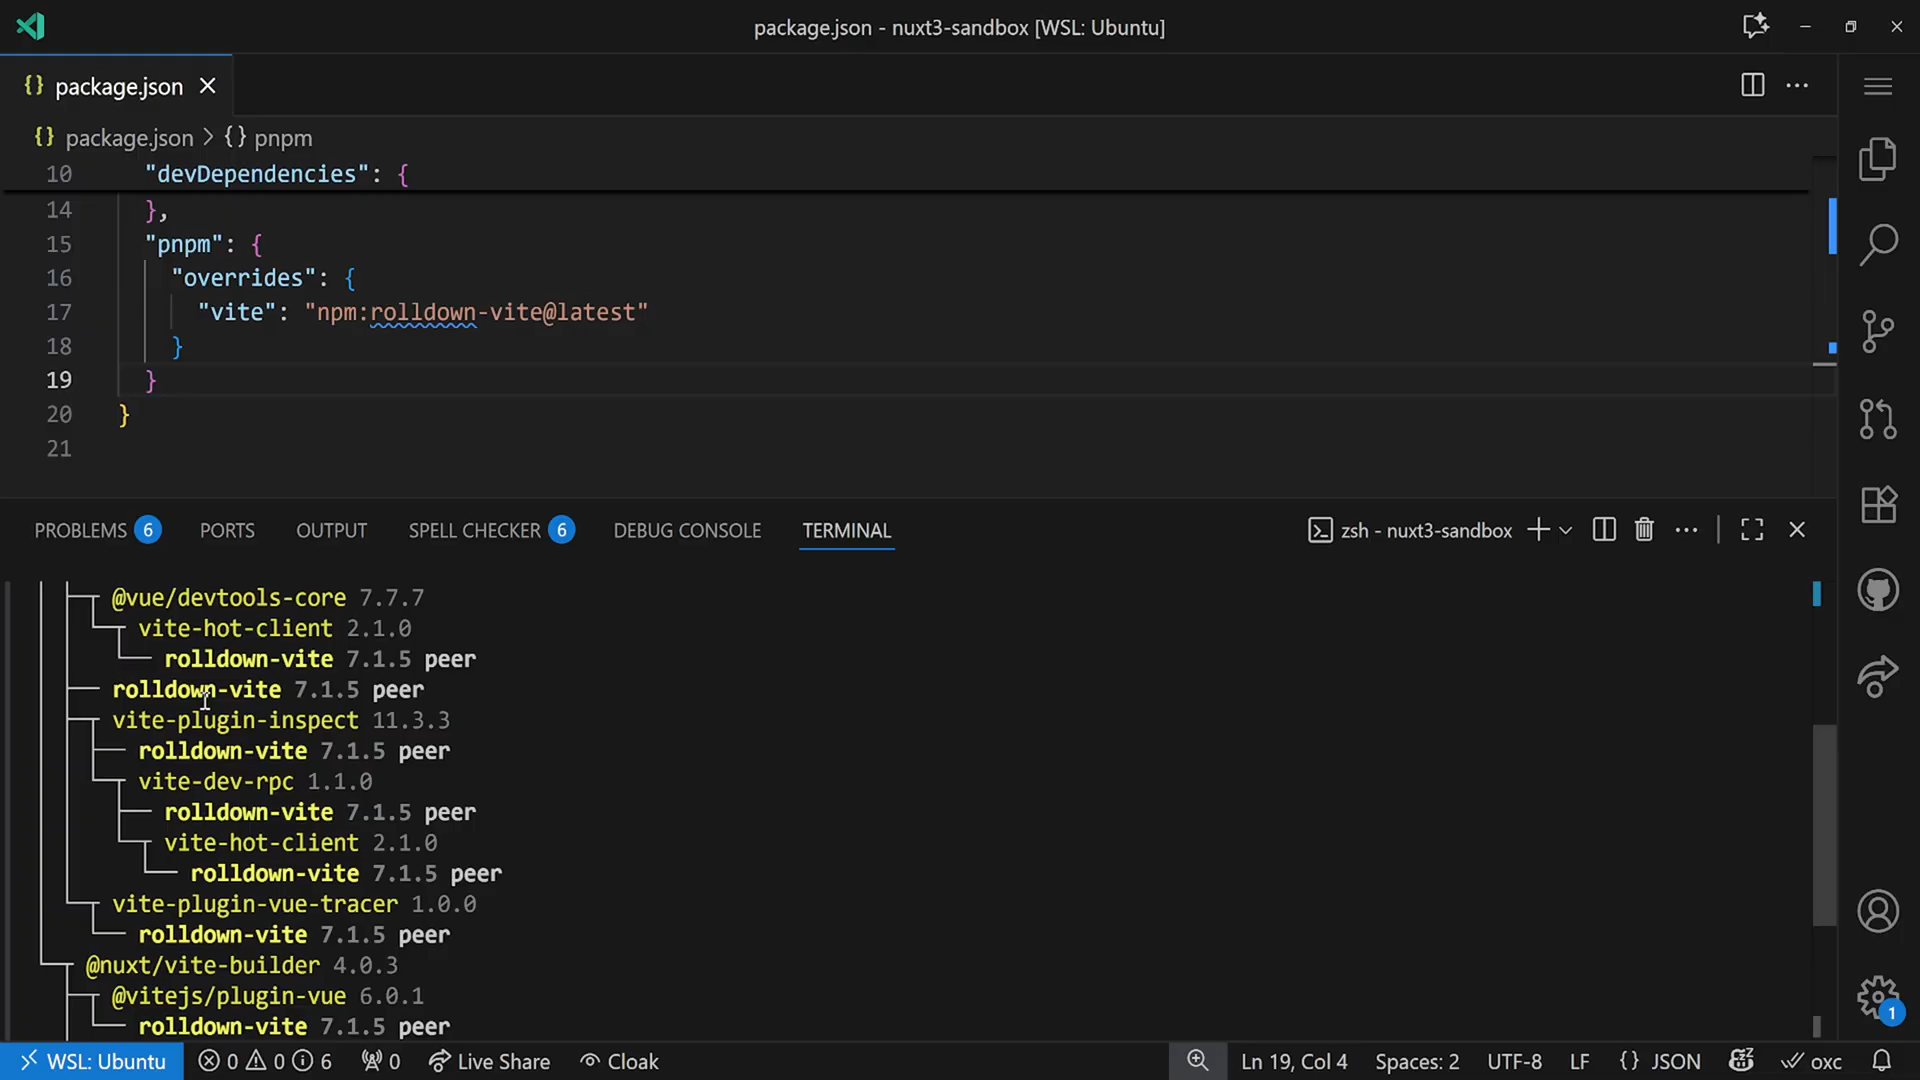 package.json - nuxt3-sandbox [WSL: Ubuntu]
{} package.json
{} package.json > {} pnpm
10 "devDependencies": {
14 },
15 "pnpm": {
16 "overrides": {
17 "vite": "npm:rolldown-vite@latest"
18 }
19 }
20 }
21
PROBLEMS 6 PORTS OUTPUT SPELL CHECKER 6 DEBUG CONSOLE TERMINAL zsh - nuxt3-sandbox
@vue/devtools-core 7.7.7
vite-hot-client 2.1.0
rolldown-vite 7.1.5 peer
rolldown-vite 7.1.5 peer
vite-plugin-inspect 11.3.3
rolldown-vite 7.1.5 peer
vite-dev-rpc 1.1.0
rolldown-vite 7.1.5 peer
vite-hot-client 2.1.0
rolldown-vite 7.1.5 peer
vite-plugin-vue-tracer 1.0.0
rolldown-vite 7.1.5 peer
@nuxt/vite-builder 4.0.3
@vitejs/plugin-vue 6.0.1
rolldown-vite 7.1.5 peer
1
WSL: Ubuntu 0 0 6 0 Live Share Cloak Ln 19, Col 4 Spaces: 2 UTF-8 LF {} JSON oxc